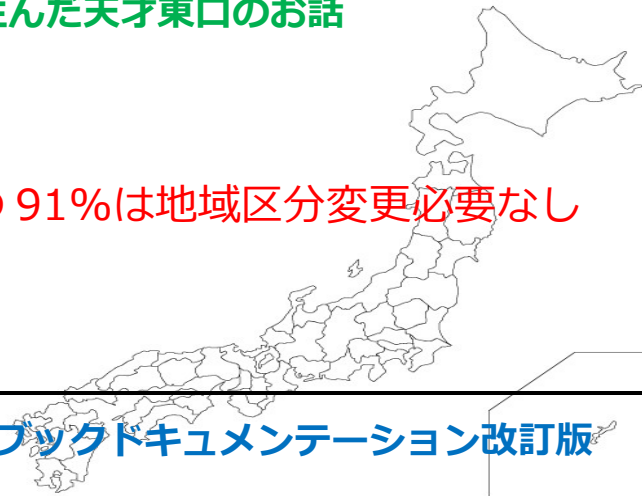 生んだ天才東口のお話
91%は地域区分変更必要なし
ブックドキュメンテーション改訂版